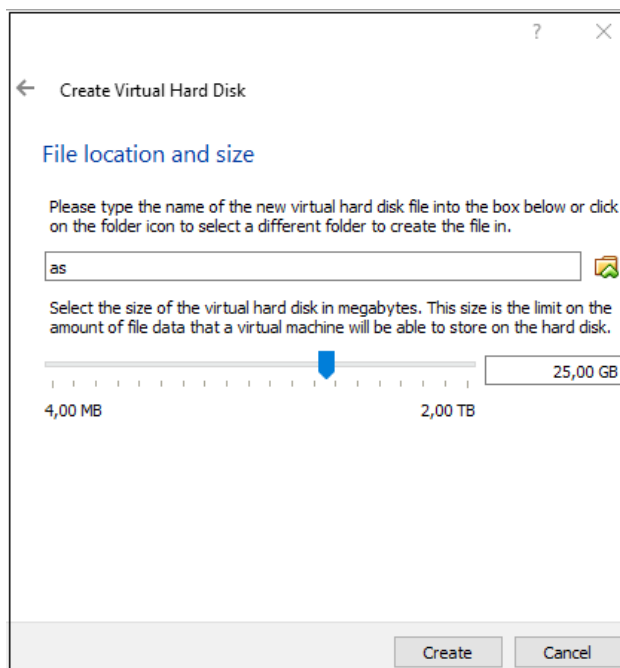 ?
Create Virtual Hard Disk
File location and size
Please type the name of the new virtual hard disk file into the box below or click
on the folder icon to select a different folder to create the file in.
as
Select the size of the virtual hard disk in megabytes. This size is the limit on the
amount of file data that a virtual machine will be able to store on the hard disk.
25,00 GB
4,00 MB 2,00 TB
Create Cancel